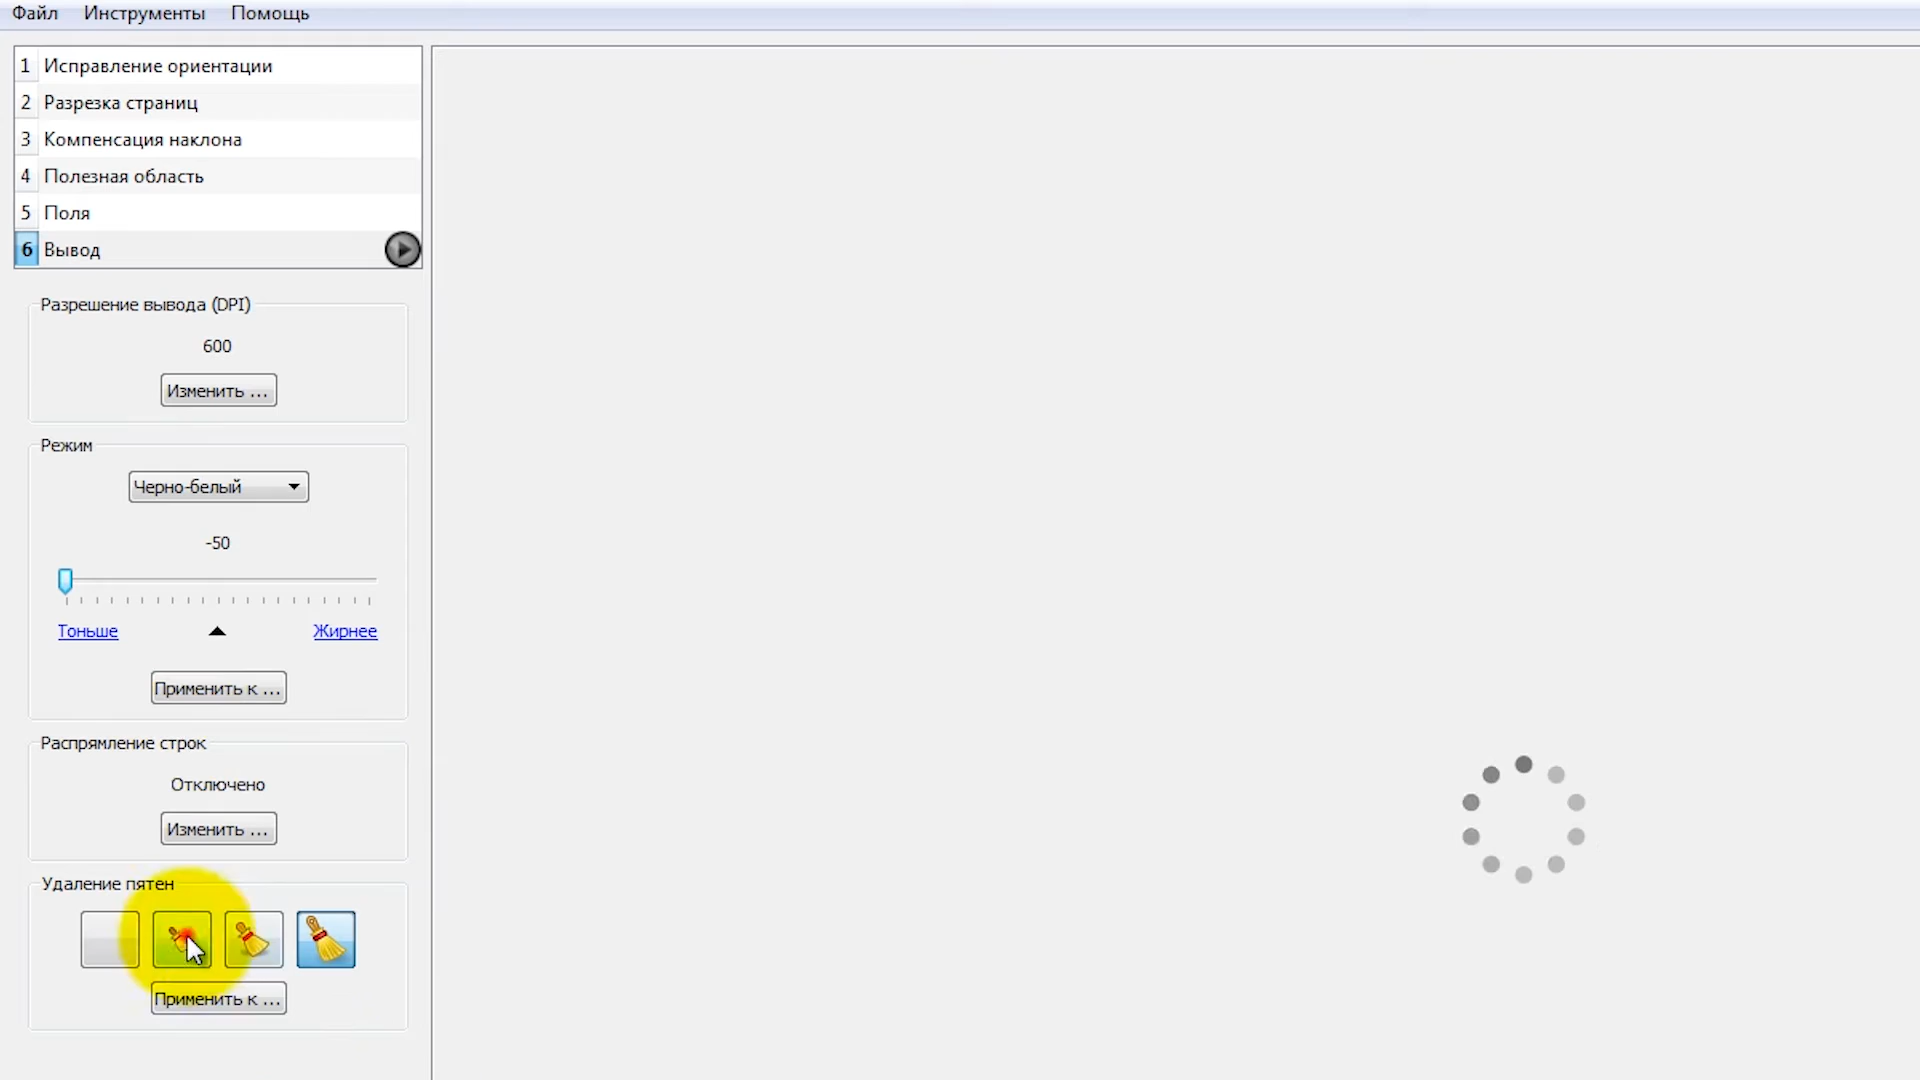 Файл Инструменты Помощь
1 Исправление ориентации
2 Разрезка страниц
3 Компенсация наклона
4 Полезная область
5 Поля
6 Вывод
Разрешение вывода (DPI)
600
Изменить ...
Режим
Черно-белый
-50
Тоньше Жирнее
Применить к ...
Распрямление строк
Отключено
Изменить ...
Удаление пятен
Применить к ...